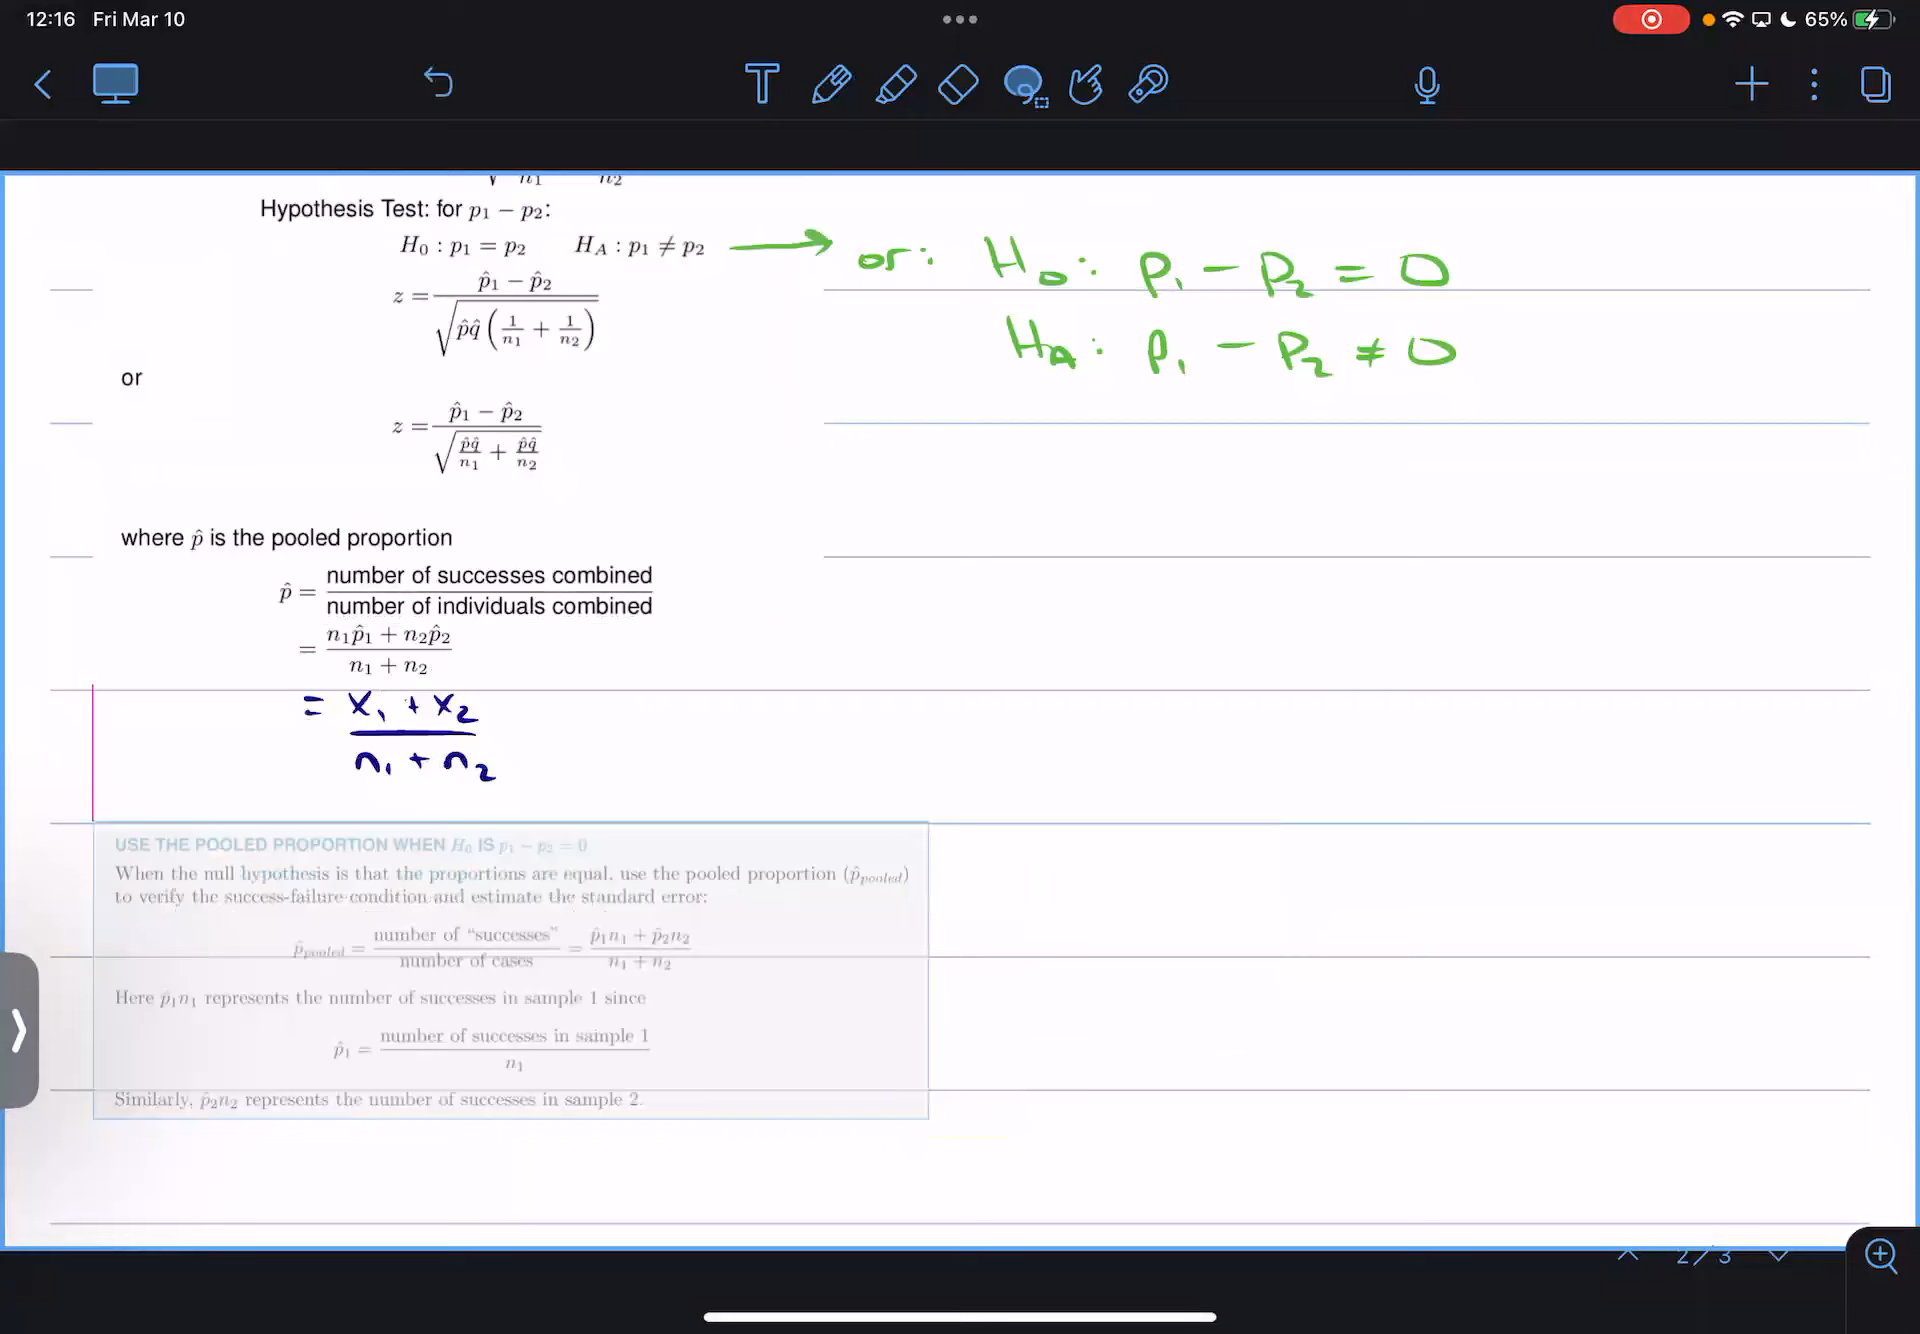 12:16 Fri Mar 10
65%
Hypothesis Test: for p₁ − p₂:
H₀ : p₁ = p₂ H_A : p₁ ≠ p₂
or: H₀: p₁ − p₂ = 0
z = (p̂₁ − p̂₂) / √(p̂q̂ (1/n₁ + 1/n₂))
H_A: p₁ − p₂ ≠ 0
or
z = (p̂₁ − p̂₂) / √(p̂q̂/n₁ + p̂q̂/n₂)
where p̂ is the pooled proportion
p̂ = number of successes combined / number of individuals combined
= (n₁p̂₁ + n₂p̂₂) / (n₁ + n₂)
= (x₁ + x₂) / (n₁ + n₂)
USE THE POOLED PROPORTION WHEN H₀ IS p₁ − p₂ = 0
When the null hypothesis is that the proportions are equal, use the pooled proportion (p̂_pooled)
to verify the success-failure condition and estimate the standard error:
p̂_pooled = number of “successes” / number of cases = (p̂₁n₁ + p̂₂n₂) / (n₁ + n₂)
Here p̂₁n₁ represents the number of successes in sample 1 since
p̂₁ = number of successes in sample 1 / n₁
Similarly, p̂₂n₂ represents the number of successes in sample 2.
2 / 3